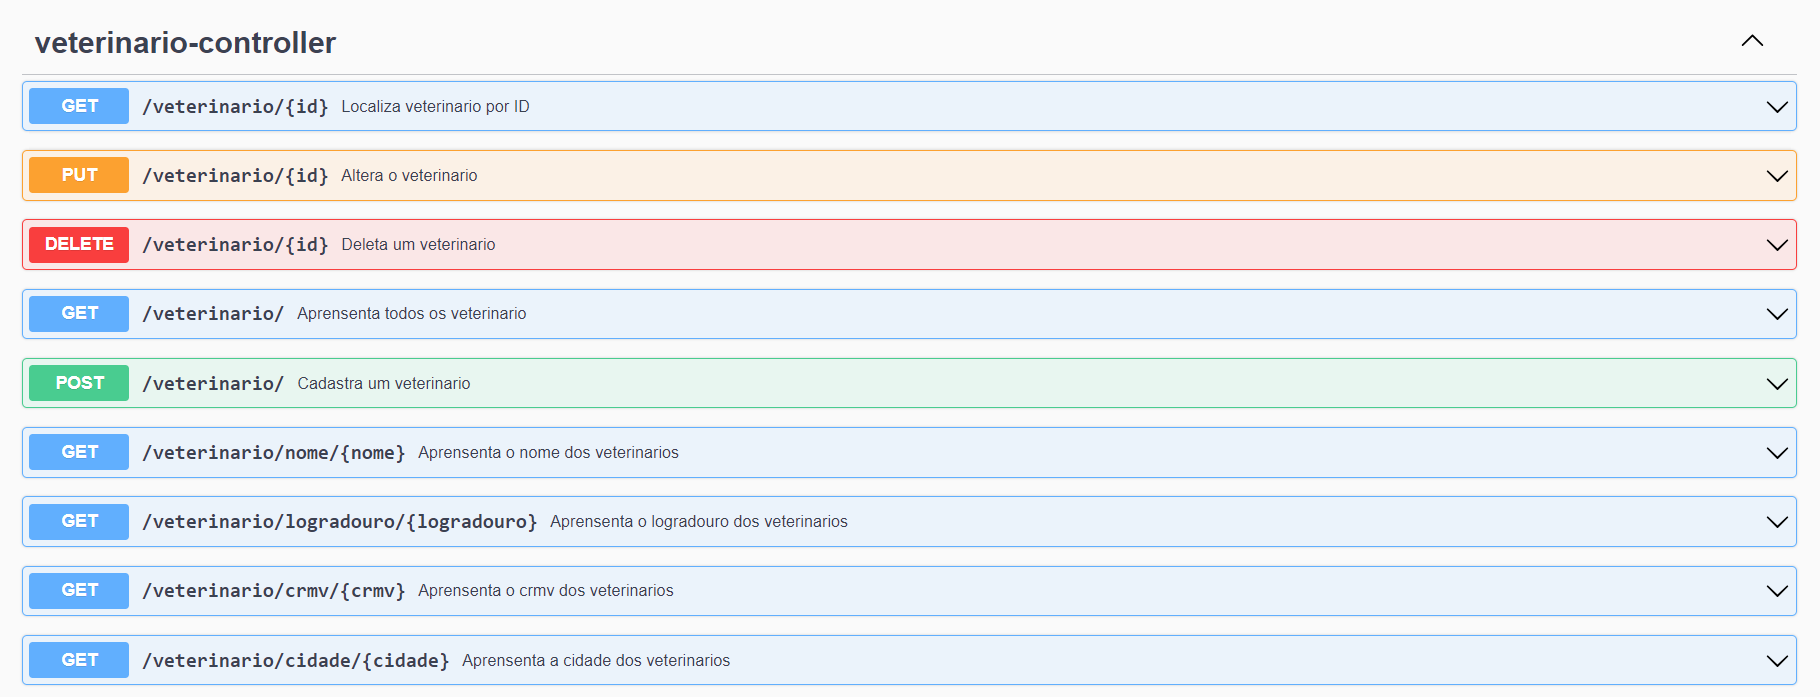 veterinario-controller
GET /veterinario/{id} Localiza veterinario por ID
PUT /veterinario/{id} Altera o veterinario
DELETE /veterinario/{id} Deleta um veterinario
GET /veterinario/ Aprensenta todos os veterinario
POST /veterinario/ Cadastra um veterinario
GET /veterinario/nome/{nome} Aprensenta o nome dos veterinarios
GET /veterinario/logradouro/{logradouro} Aprensenta o logradouro dos veterinarios
GET /veterinario/crmv/{crmv} Aprensenta o crmv dos veterinarios
GET /veterinario/cidade/{cidade} Aprensenta a cidade dos veterinarios